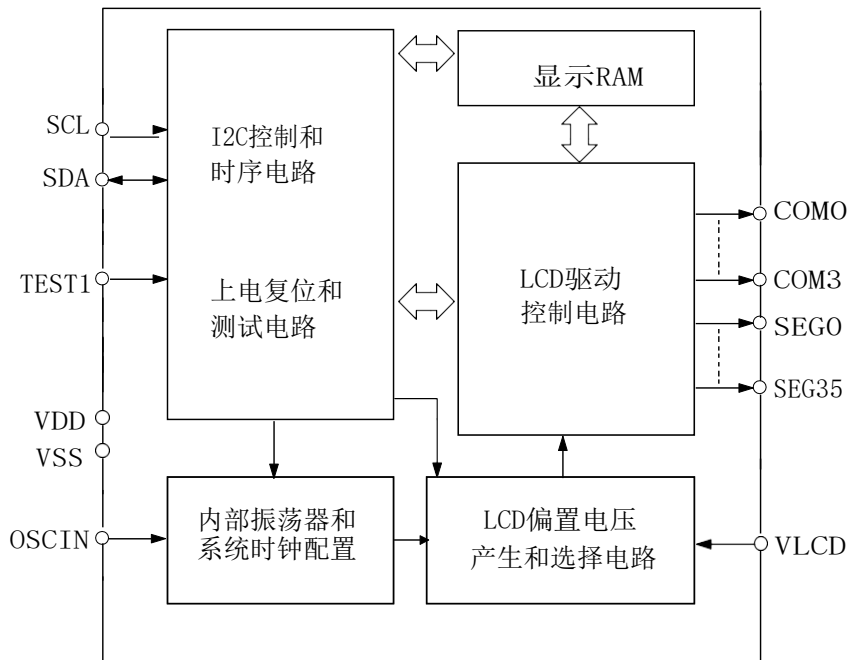 SCL
SDA
TEST1
VDD
VSS
OSCIN
I2C控制和
时序电路
上电复位和
测试电路
显示RAM
LCD驱动
控制电路
内部振荡器和
系统时钟配置
LCD偏置电压
产生和选择电路
COM0
COM3
SEG0
SEG35
VLCD